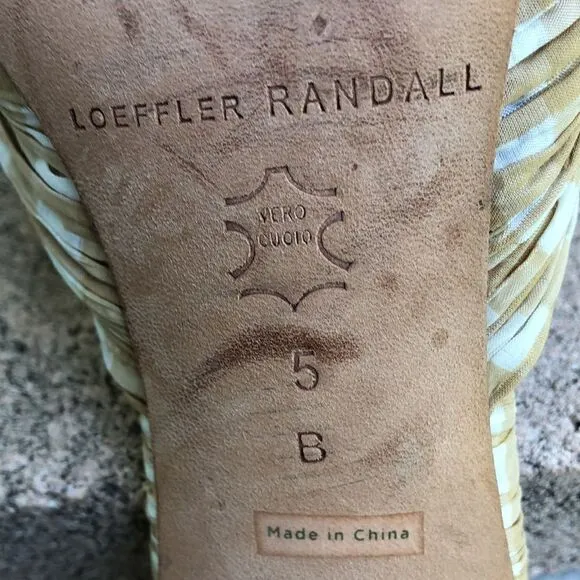 LOEFFLER RANDALL
VERO
CUOIO
5
B
Made in China